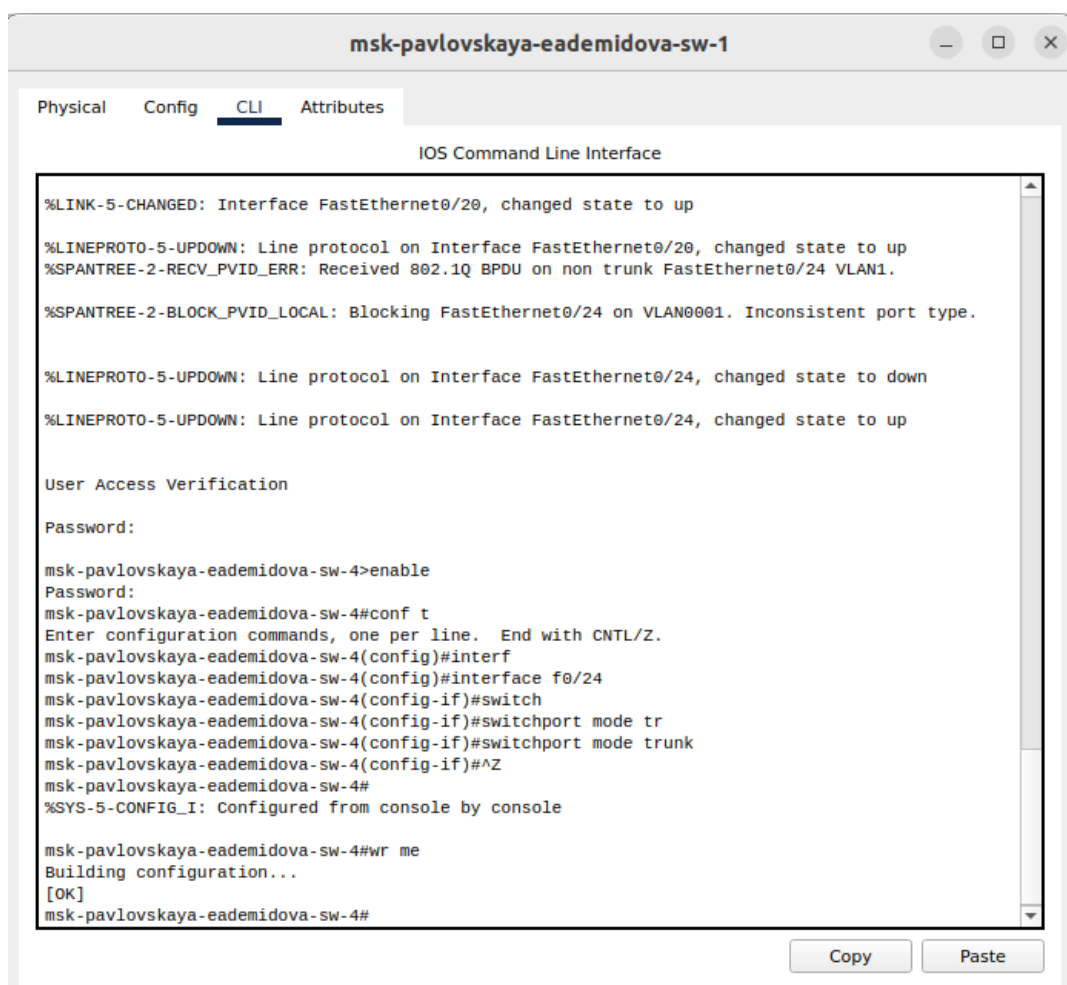 msk-pavlovskaya-eademidova-sw-1
Physical Config CLI Attributes
IOS Command Line Interface
%LINK-5-CHANGED: Interface FastEthernet0/20, changed state to up
%LINEPROTO-5-UPDOWN: Line protocol on Interface FastEthernet0/20, changed state to up
%SPANTREE-2-RECV_PVID_ERR: Received 802.1Q BPDU on non trunk FastEthernet0/24 VLAN1.
%SPANTREE-2-BLOCK_PVID_LOCAL: Blocking FastEthernet0/24 on VLAN0001. Inconsistent port type.
%LINEPROTO-5-UPDOWN: Line protocol on Interface FastEthernet0/24, changed state to down
%LINEPROTO-5-UPDOWN: Line protocol on Interface FastEthernet0/24, changed state to up
User Access Verification
Password:
msk-pavlovskaya-eademidova-sw-4>enable
Password:
msk-pavlovskaya-eademidova-sw-4#conf t
Enter configuration commands, one per line. End with CNTL/Z.
msk-pavlovskaya-eademidova-sw-4(config)#interf
msk-pavlovskaya-eademidova-sw-4(config)#interface f0/24
msk-pavlovskaya-eademidova-sw-4(config-if)#switch
msk-pavlovskaya-eademidova-sw-4(config-if)#switchport mode tr
msk-pavlovskaya-eademidova-sw-4(config-if)#switchport mode trunk
msk-pavlovskaya-eademidova-sw-4(config-if)#^Z
msk-pavlovskaya-eademidova-sw-4#
%SYS-5-CONFIG_I: Configured from console by console
msk-pavlovskaya-eademidova-sw-4#wr me
Building configuration...
[OK]
msk-pavlovskaya-eademidova-sw-4#
Copy Paste